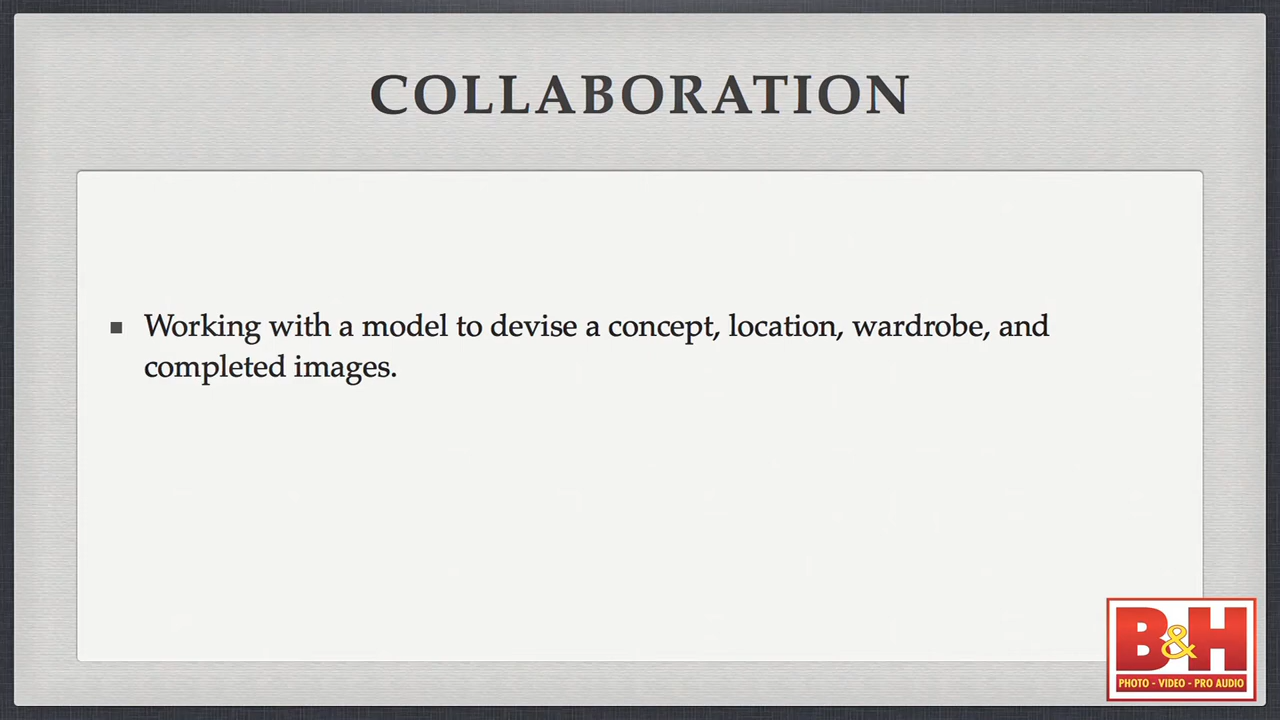 COLLABORATION
■ Working with a model to devise a concept, location, wardrobe, and
completed images.
B&H
PHOTO - VIDEO - PRO AUDIO